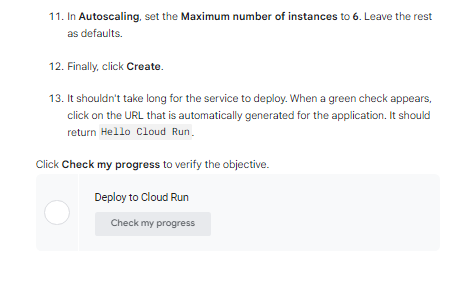 11. In Autoscaling, set the Maximum number of instances to 6. Leave the rest
as defaults.
12. Finally, click Create.
13. It shouldn't take long for the service to deploy. When a green check appears,
click on the URL that is automatically generated for the application. It should
return Hello Cloud Run.
Click Check my progress to verify the objective.
Deploy to Cloud Run
Check my progress